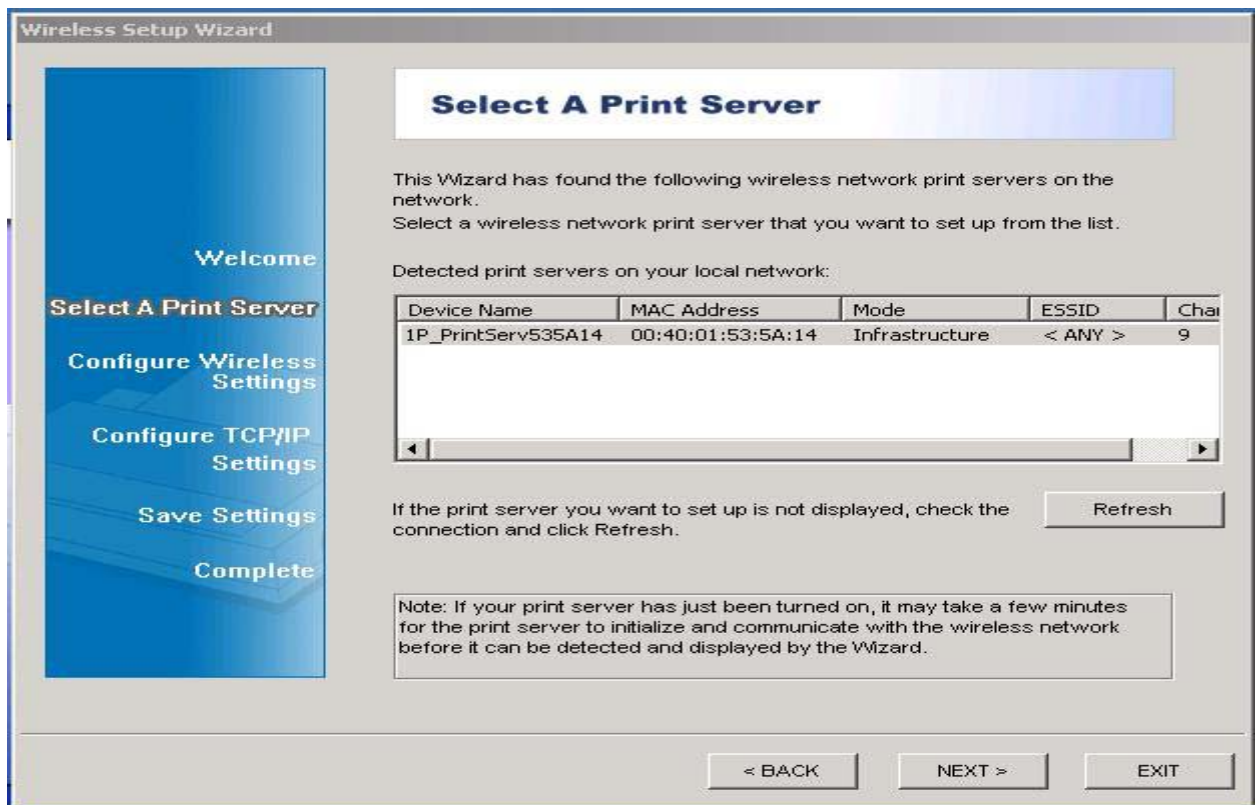 Wireless Setup Wizard
Welcome
Select A Print Server
Configure Wireless
Settings
Configure TCP/IP
Settings
Save Settings
Complete
Select A Print Server
This Wizard has found the following wireless network print servers on the
network.
Select a wireless network print server that you want to set up from the list.
Detected print servers on your local network:
Device Name MAC Address Mode ESSID Chan
1P_PrintServ535A14 00:40:01:53:5A:14 Infrastructure < ANY > 9
If the print server you want to set up is not displayed, check the
connection and click Refresh.
Refresh
Note: If your print server has just been turned on, it may take a few minutes
for the print server to initialize and communicate with the wireless network
before it can be detected and displayed by the Wizard.
< BACK NEXT > EXIT